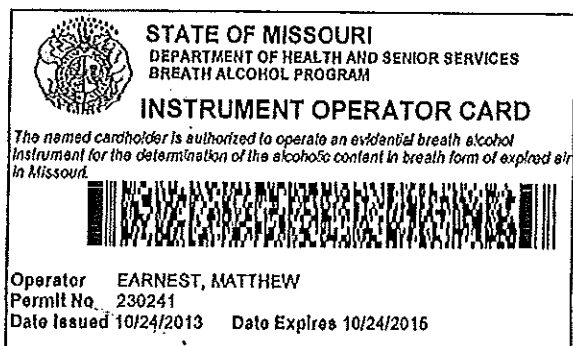 STATE OF MISSOURI
DEPARTMENT OF HEALTH AND SENIOR SERVICES
BREATH ALCOHOL PROGRAM
INSTRUMENT OPERATOR CARD
The named cardholder is authorized to operate an evidential breath alcohol
instrument for the determination of the alcoholic content in breath form of expired air
in Missouri.
Operator EARNEST, MATTHEW
Permit No 230241
Date Issued 10/24/2013 Date Expires 10/24/2015